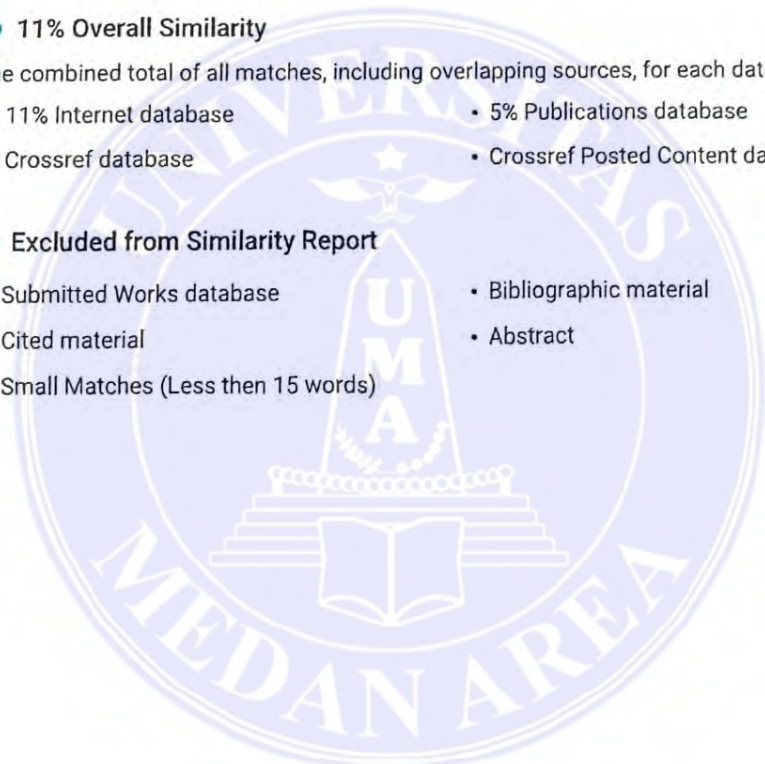 11% Overall Similarity
e combined total of all matches, including overlapping sources, for each dat
11% Internet database
• 5% Publications database
Crossref database
• Crossref Posted Content da
Excluded from Similarity Report
Submitted Works database
• Bibliographic material
Cited material
• Abstract
Small Matches (Less then 15 words)
UNIVERSITAS
UMA
MEDAN AREA